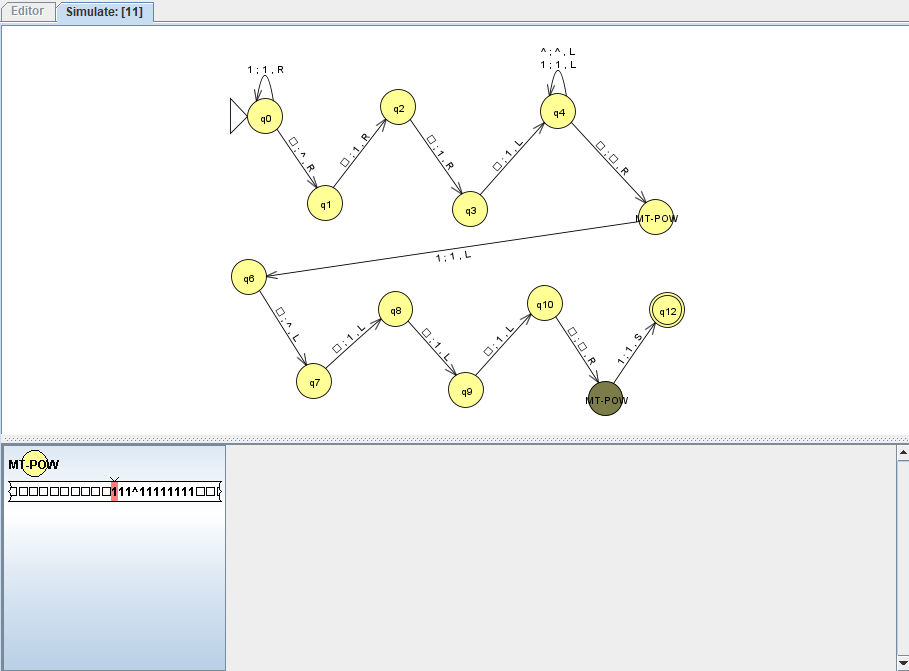 Editor
Simulate: [11]
^ ; ^ , L
1 ; 1 , R
1 ; 1 , L
q0
q2
q4
□ ; ^ , R
□ ; 1 , R
□ ; 1 , R
□ ; 1 , L
□ ; □ , R
q1
q3
MT-POW
1 ; 1 , L
q6
q8
q10
q12
□ ; ^ , L
□ ; 1 , L
□ ; 1 , L
□ ; 1 , L
□ ; □ , R
1 ; 1 , S
q7
q9
MT-POW
MT-POW
□□□□□□□□□□111^11111111□□